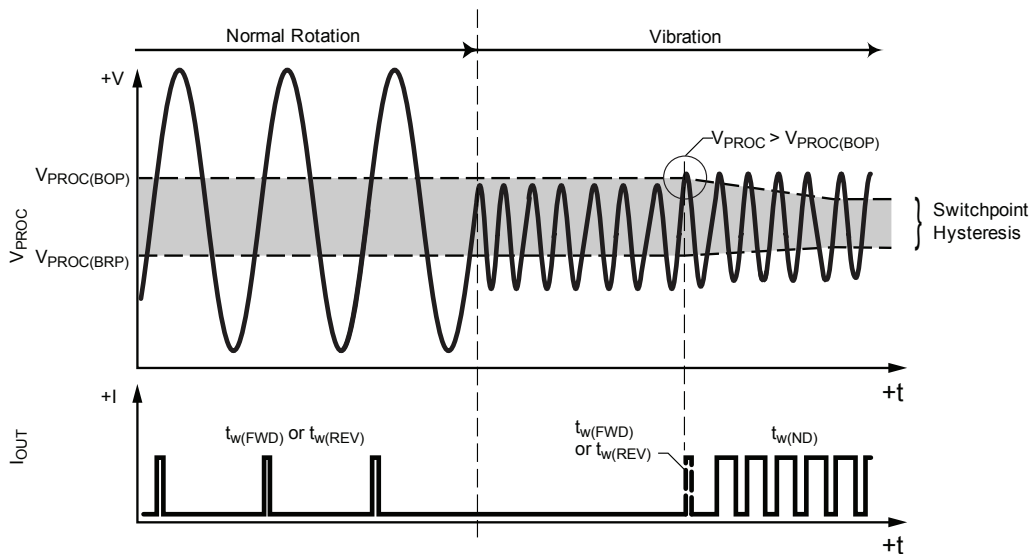 Normal Rotation
Vibration
+V
VPROC > VPROC(BOP)
VPROC(BOP)
VPROC
VPROC(BRP)
Switchpoint
Hysteresis
+t
+I
IOUT
tw(FWD) or tw(REV)
tw(FWD)
or tw(REV)
tw(ND)
+t